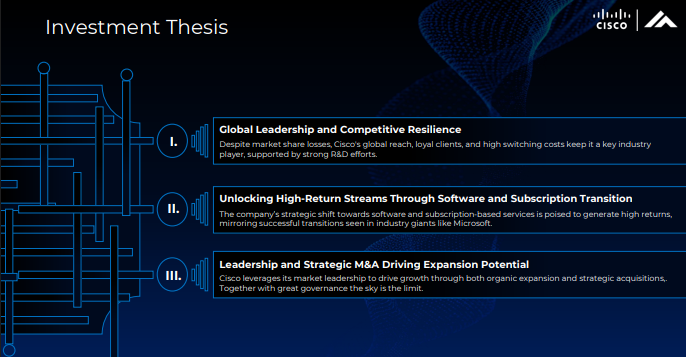 Investment Thesis
CISCO
I.
Global Leadership and Competitive Resilience
Despite market share losses, Cisco's global reach, loyal clients, and high switching costs keep it a key industry
player, supported by strong R&D efforts.
II.
Unlocking High-Return Streams Through Software and Subscription Transition
The company's strategic shift towards software and subscription-based services is poised to generate high returns,
mirroring successful transitions seen in industry giants like Microsoft.
III.
Leadership and Strategic M&A Driving Expansion Potential
Cisco leverages its market leadership to drive growth through both organic expansion and strategic acquisitions,.
Together with great governance the sky is the limit.